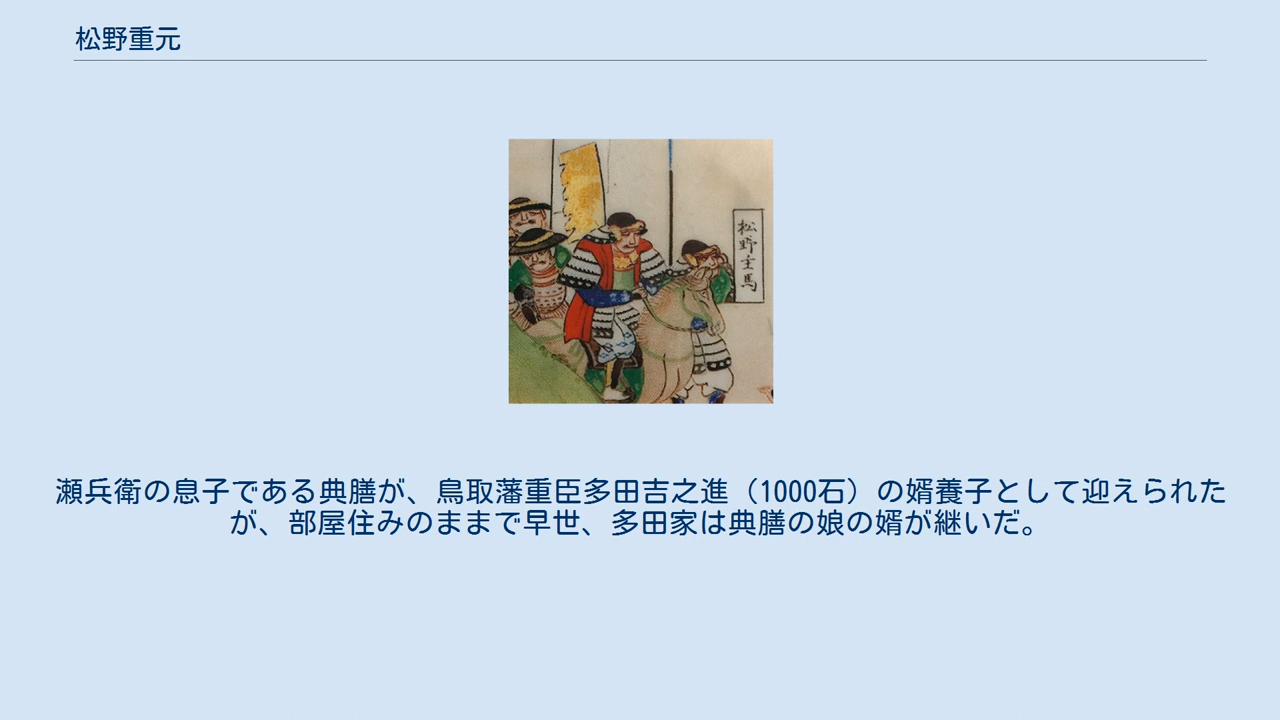 松野重元
松野主馬
瀬兵衛の息子である典膳が、鳥取藩重臣多田吉之進（1000石）の婿養子として迎えられた
が、部屋住みのままで早世、多田家は典膳の娘の婿が継いだ。